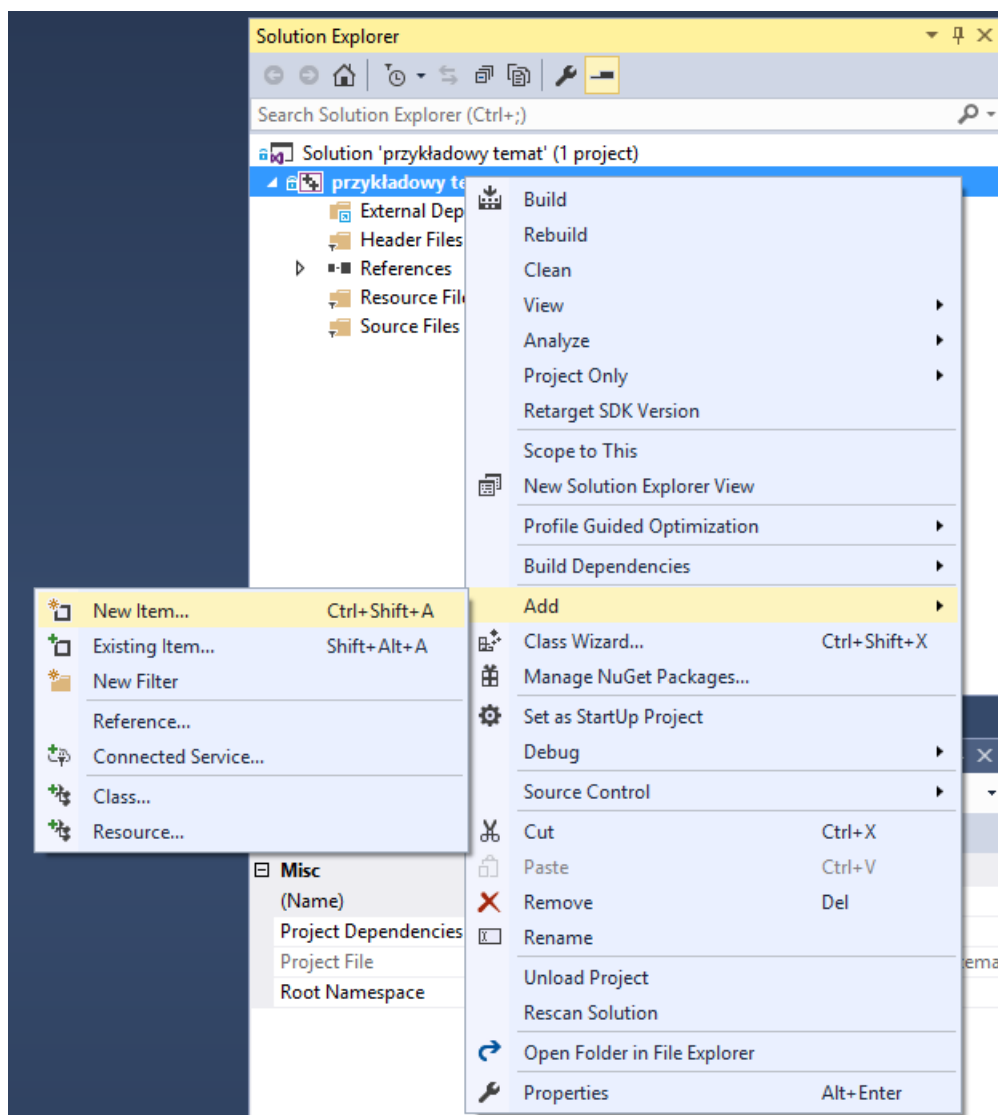 Solution Explorer
Search Solution Explorer (Ctrl+;)
Solution 'przykładowy temat' (1 project)
przykładowy te
External Dep
Header Files
References
Resource File
Source Files
Build
Rebuild
Clean
View
Analyze
Project Only
Retarget SDK Version
Scope to This
New Solution Explorer View
Profile Guided Optimization
Build Dependencies
Add
Class Wizard... Ctrl+Shift+X
Manage NuGet Packages...
Set as StartUp Project
Debug
Source Control
Cut Ctrl+X
Paste Ctrl+V
Remove Del
Rename
Unload Project
Rescan Solution
Open Folder in File Explorer
Properties Alt+Enter
New Item... Ctrl+Shift+A
Existing Item... Shift+Alt+A
New Filter
Reference...
Connected Service...
Class...
Resource...
Misc
(Name)
Project Dependencies
Project File
Root Namespace